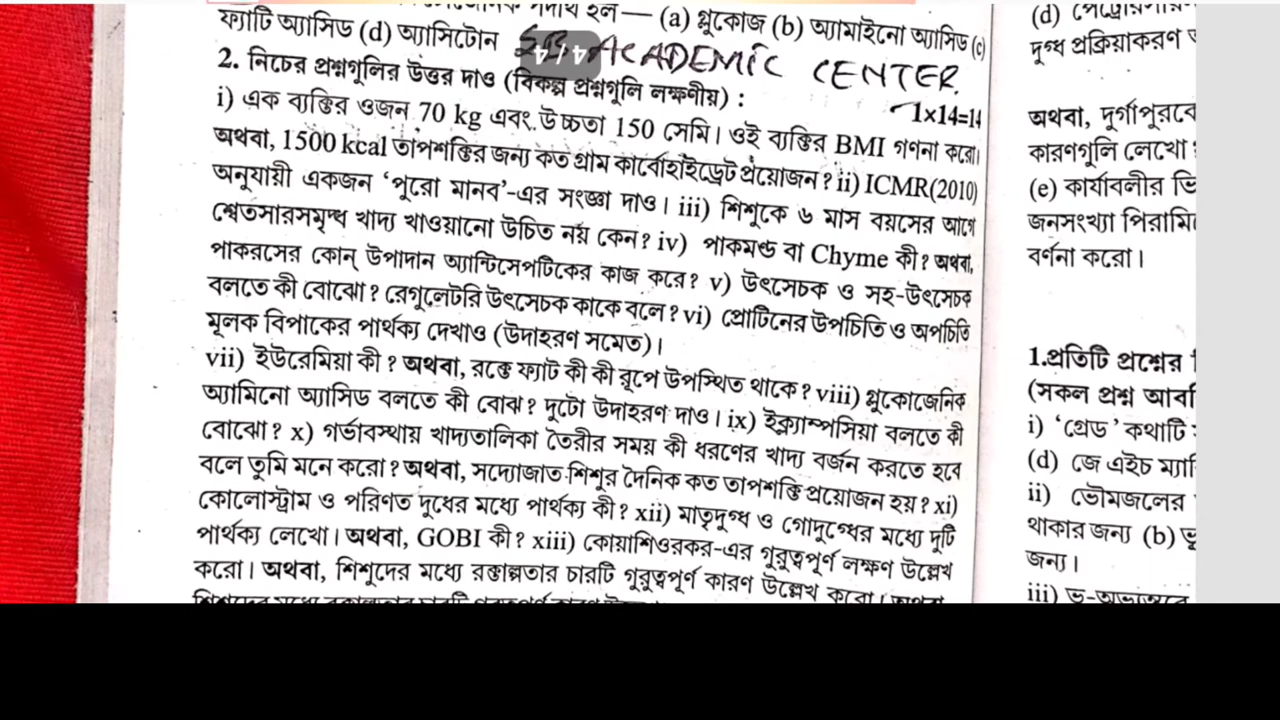 পদার্থ হল— (a) গ্লুকোজ (b) অ্যামাইনো অ্যাসিড (c)
ফ্যাটি অ্যাসিড (d) অ্যাসিটোন
ACADEMIC CENTER.
4 / 4
2. নিচের প্রশ্নগুলির উত্তর দাও (বিকল্প প্রশ্নগুলি লক্ষণীয়) :
1×14=14
i) এক ব্যক্তির ওজন 70 kg এবং উচ্চতা 150 সেমি। ওই ব্যক্তির BMI গণনা করো।
অথবা, 1500 kcal তাপশক্তির জন্য কত গ্রাম কার্বোহাইড্রেট প্রয়োজন? ii) ICMR(2010)
অনুযায়ী একজন ‘পুরো মানব’-এর সংজ্ঞা দাও। iii) শিশুকে ৬ মাস বয়সের আগে
শ্বেতসারসমৃদ্ধ খাদ্য খাওয়ানো উচিত নয় কেন? iv) পাকমণ্ড বা Chyme কী? অথবা,
পাকরসের কোন্ উপাদান অ্যান্টিসেপটিকের কাজ করে? v) উৎসেচক ও সহ-উৎসেচক
বলতে কী বোঝো? রেগুলেটরি উৎসেচক কাকে বলে? vi) প্রোটিনের উপচিতি ও অপচিতি
মূলক বিপাকের পার্থক্য দেখাও (উদাহরণ সমেত)।
vii) ইউরেমিয়া কী? অথবা, রক্তে ফ্যাট কী কী রূপে উপস্থিত থাকে? viii) গ্লুকোজেনিক
অ্যামিনো অ্যাসিড বলতে কী বোঝ? দুটো উদাহরণ দাও। ix) ইক্ল্যাম্পসিয়া বলতে কী
বোঝো? x) গর্ভাবস্থায় খাদ্যতালিকা তৈরীর সময় কী ধরণের খাদ্য বর্জন করতে হবে
বলে তুমি মনে করো? অথবা, সদ্যোজাত শিশুর দৈনিক কত তাপশক্তি প্রয়োজন হয়? xi)
কোলোস্ট্রাম ও পরিণত দুধের মধ্যে পার্থক্য কী? xii) মাতৃদুগ্ধ ও গোদুগ্ধের মধ্যে দুটি
পার্থক্য লেখো। অথবা, GOBI কী? xiii) কোয়াশিওরকর-এর গুরুত্বপূর্ণ লক্ষণ উল্লেখ
করো। অথবা, শিশুদের মধ্যে রক্তাল্পতার চারটি গুরুত্বপূর্ণ কারণ উল্লেখ করো। অথবা
(d)
দুগ্ধ প্রক্রিয়াকরণ
অথবা, দুর্গাপুরকে
কারণগুলি লেখো
(e) কার্যাবলীর
জনসংখ্যা
বর্ণনা করো।
1.প্রতিটি প্রশ্নের
(সকল প্রশ্ন
i) ‘গ্রেড’ কথাটি
(d) জে এইচ
ii) ভৌমজলের
থাকার জন্য (b)
জন্য।
iii)